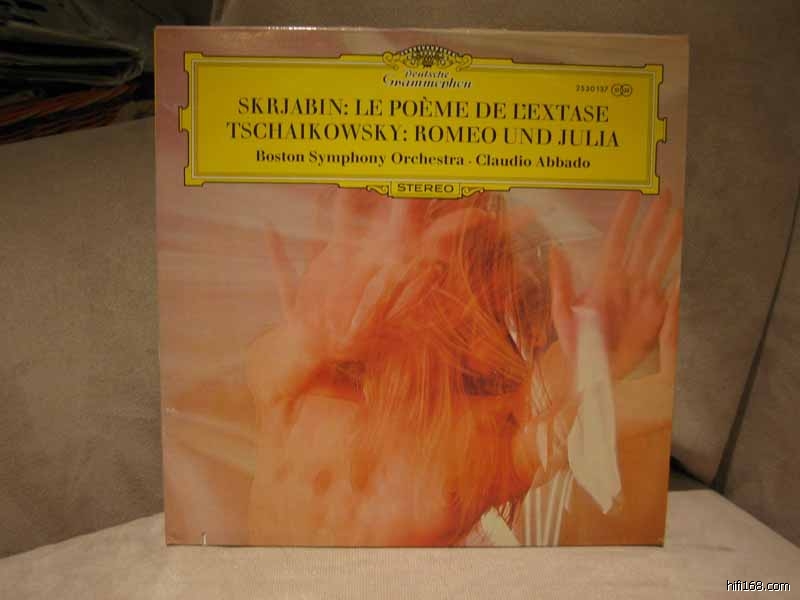 Deutsche
Grammophon
2530 137
SKRJABIN: LE POÈME DE L'EXTASE
TSCHAIKOWSKY: ROMEO UND JULIA
Boston Symphony Orchestra · Claudio Abbado
STEREO
hifi168.com